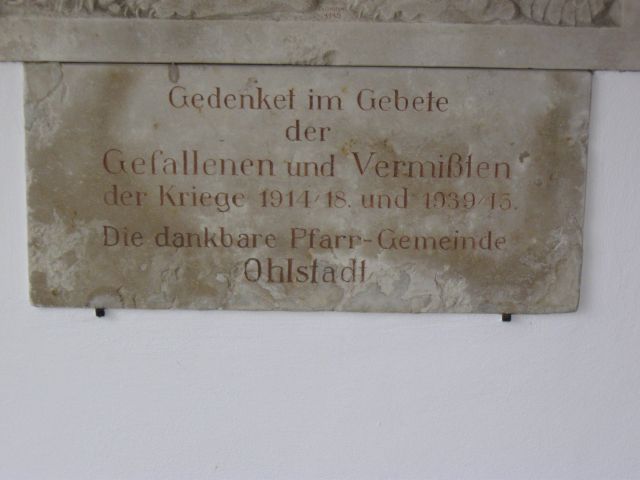 Gedenket im Gebete
der
Gefallenen und Vermißten
der Kriege 1914/18. und 1939/45.
Die dankbare Pfarr-Gemeinde
Ohlstadt